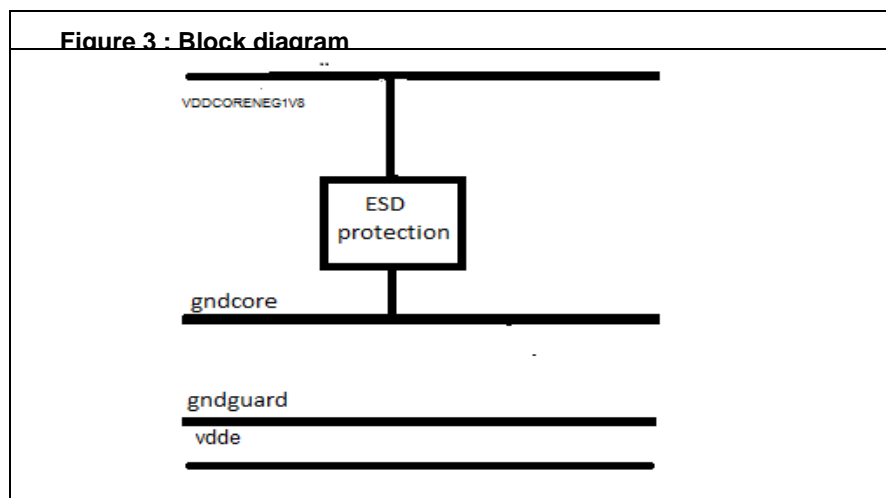 Figure 3 : Block diagram
VDDCORENEG1V8
ESD
protection
gndcore
gndguard
vdde